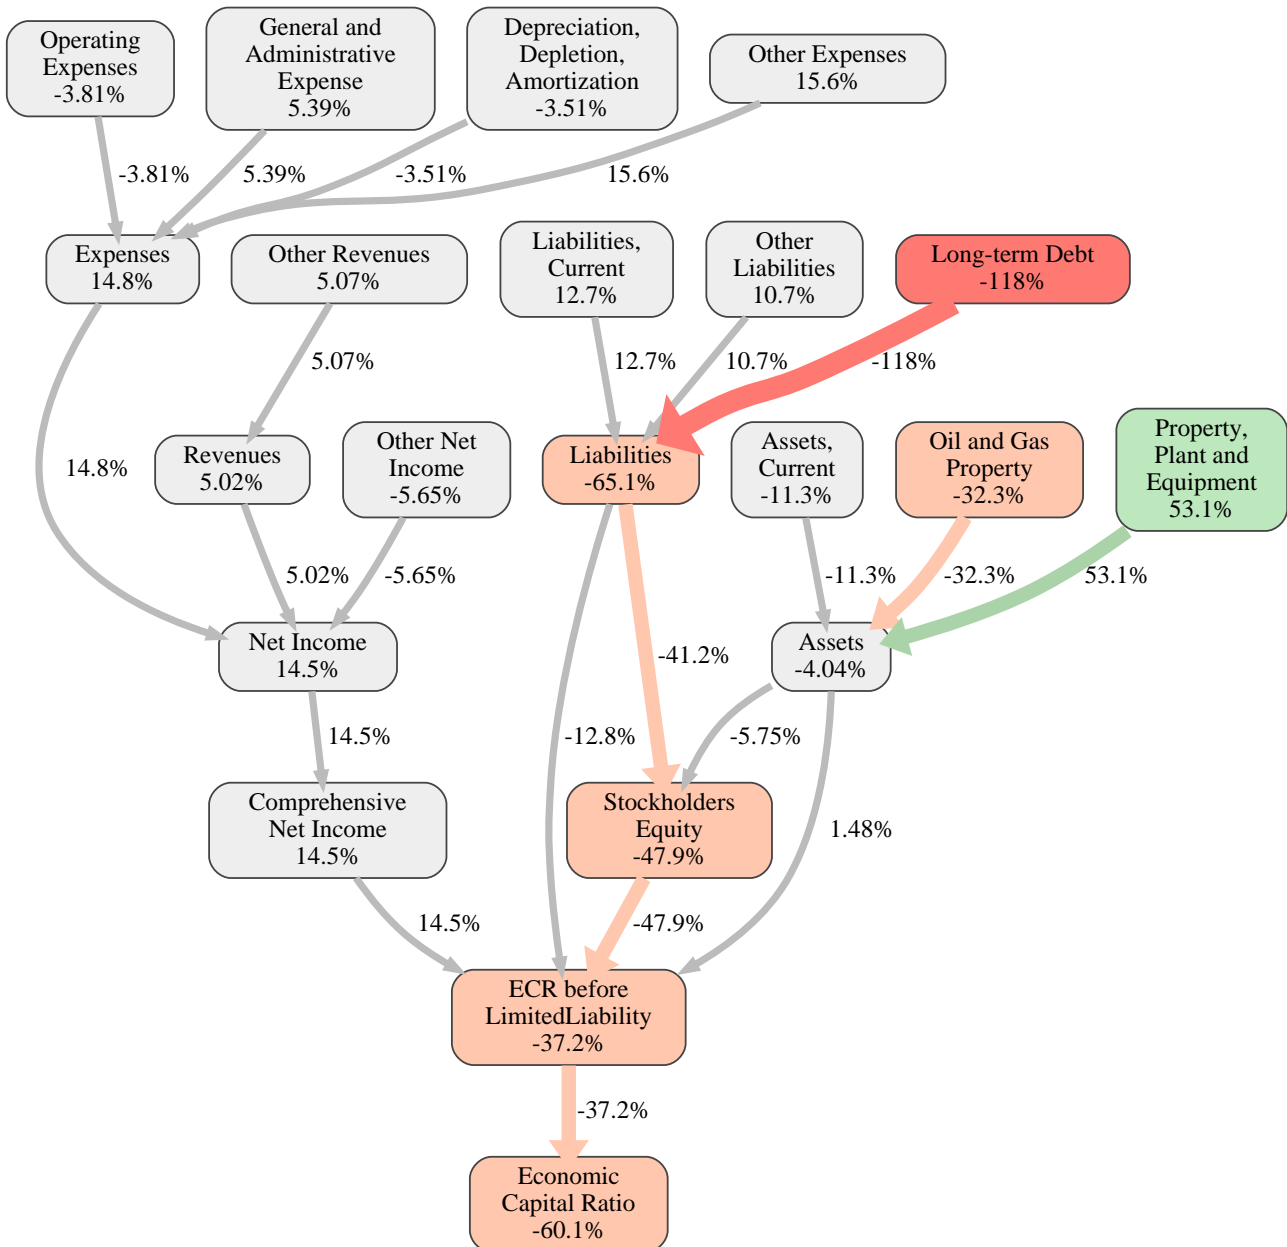 Operating
Expenses
-3.81%
General and
Administrative
Expense
5.39%
Depreciation,
Depletion,
Amortization
-3.51%
Other Expenses
15.6%
-3.81%
5.39%
-3.51%
15.6%
Expenses
14.8%
Other Revenues
5.07%
Liabilities,
Current
12.7%
Other
Liabilities
10.7%
Long-term Debt
-118%
5.07%
12.7%
10.7%
-118%
14.8%
Revenues
5.02%
Other Net
Income
-5.65%
Liabilities
-65.1%
Assets,
Current
-11.3%
Oil and Gas
Property
-32.3%
Property,
Plant and
Equipment
53.1%
5.02%
-5.65%
-11.3%
-32.3%
53.1%
Net Income
14.5%
-41.2%
Assets
-4.04%
14.5%
-12.8%
-5.75%
Comprehensive
Net Income
14.5%
Stockholders
Equity
-47.9%
1.48%
14.5%
-47.9%
ECR before
LimitedLiability
-37.2%
-37.2%
Economic
Capital Ratio
-60.1%